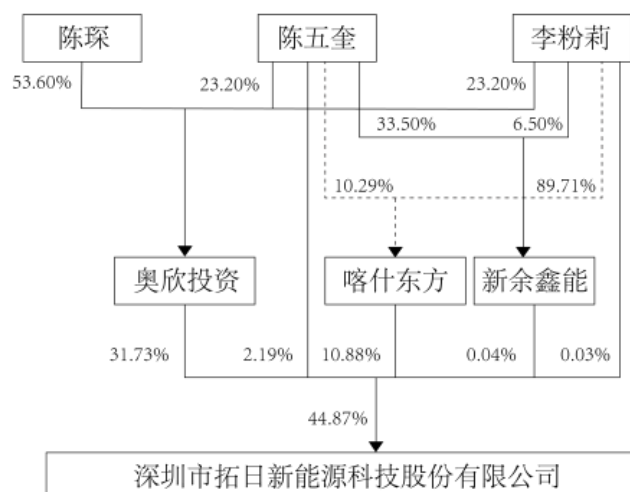 陈琛
陈五奎
李粉莉
53.60%
23.20%
23.20%
33.50%
6.50%
10.29%
89.71%
奥欣投资
喀什东方
新余鑫能
31.73%
2.19%
10.88%
0.04%
0.03%
44.87%
深圳市拓日新能源科技股份有限公司